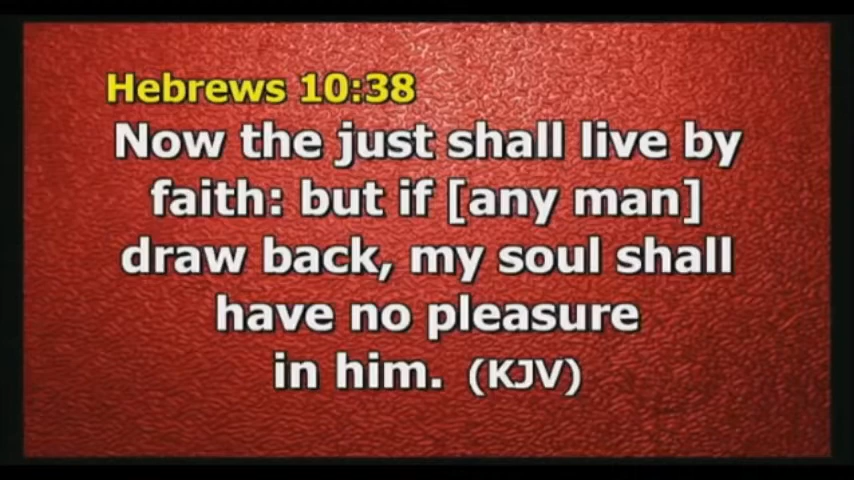 Hebrews 10:38
Now the just shall live by
faith: but if [any man]
draw back, my soul shall
have no pleasure
in him. (KJV)